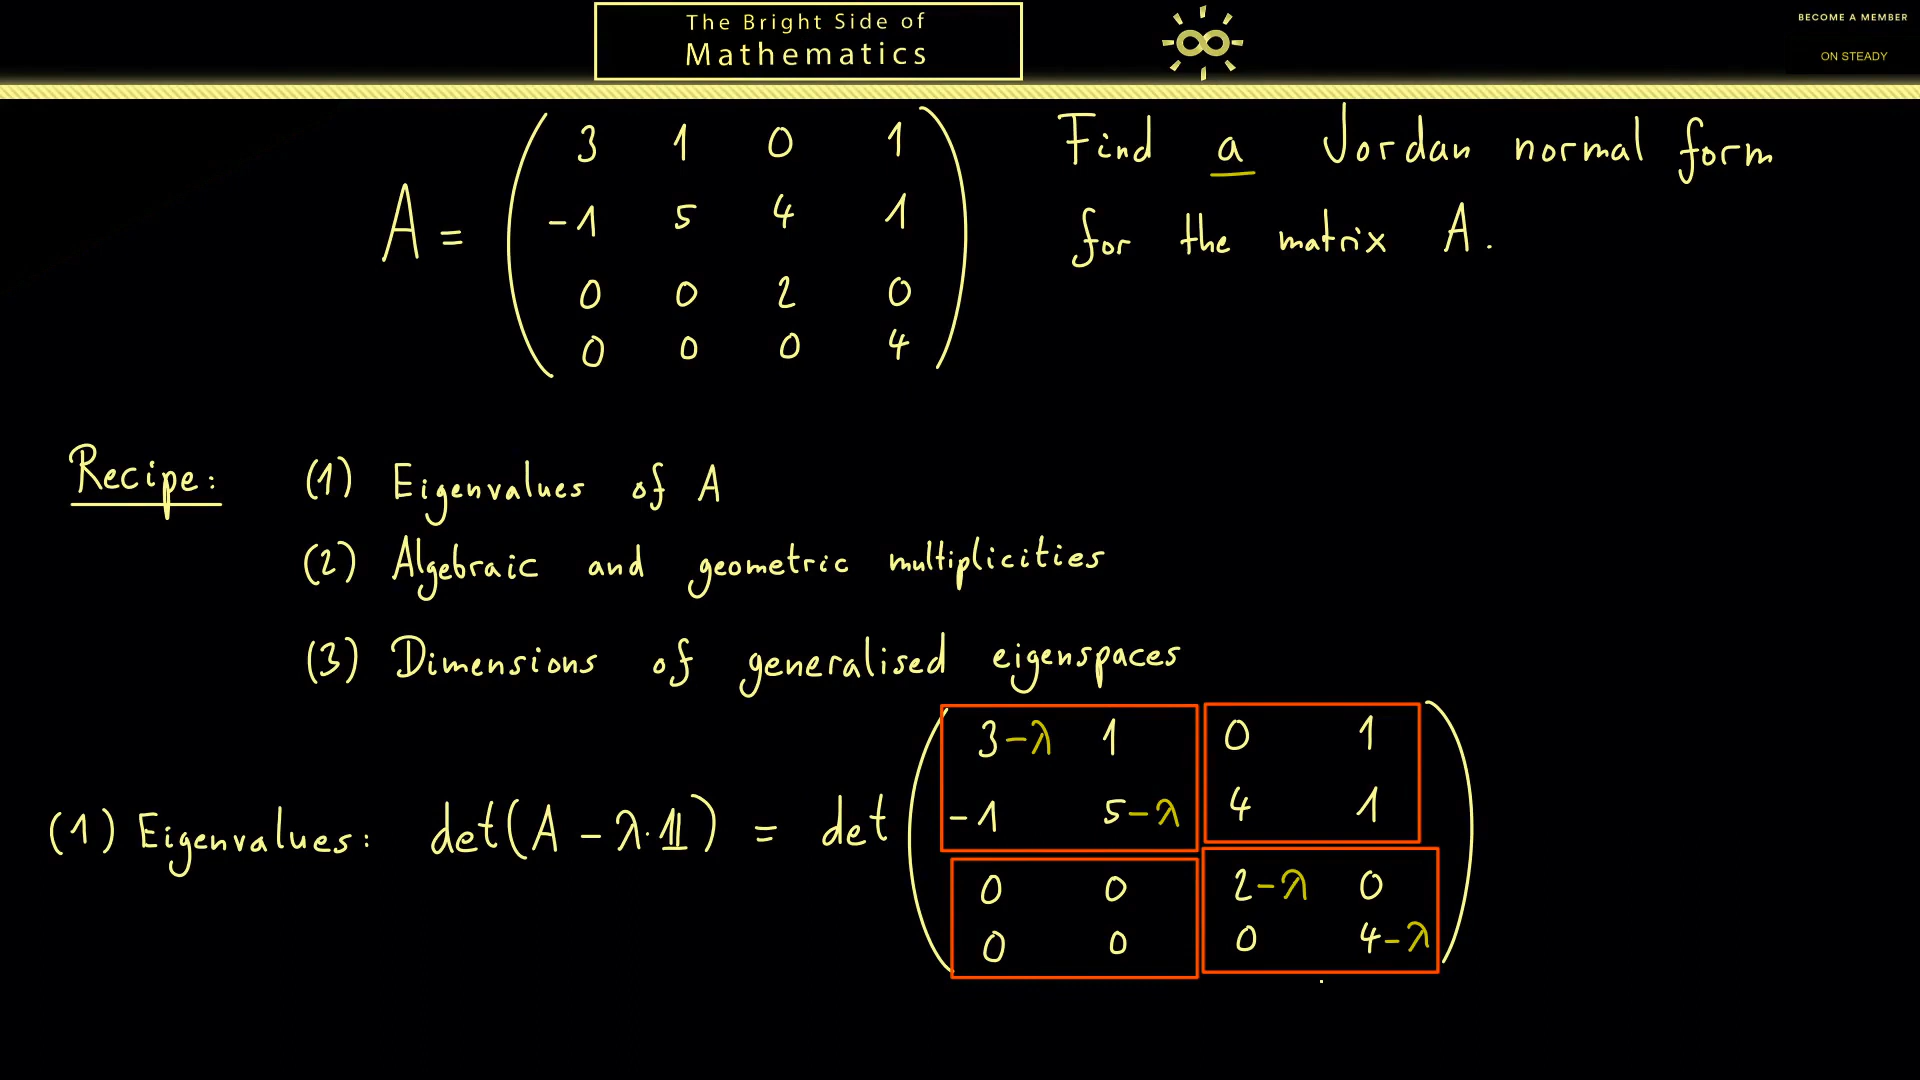 The Bright Side of
Mathematics
BECOME A MEMBER
ON STEADY
A = ( 3 1 0 1
-1 5 4 1
0 0 2 0
0 0 0 4 )
Find a Jordan normal form
for the matrix A.
Recipe: (1) Eigenvalues of A
(2) Algebraic and geometric multiplicities
(3) Dimensions of generalised eigenspaces
(1) Eigenvalues: det(A - λ·𝟙) = det
( 3-λ 1 0 1
-1 5-λ 4 1
0 0 2-λ 0
0 0 0 4-λ )